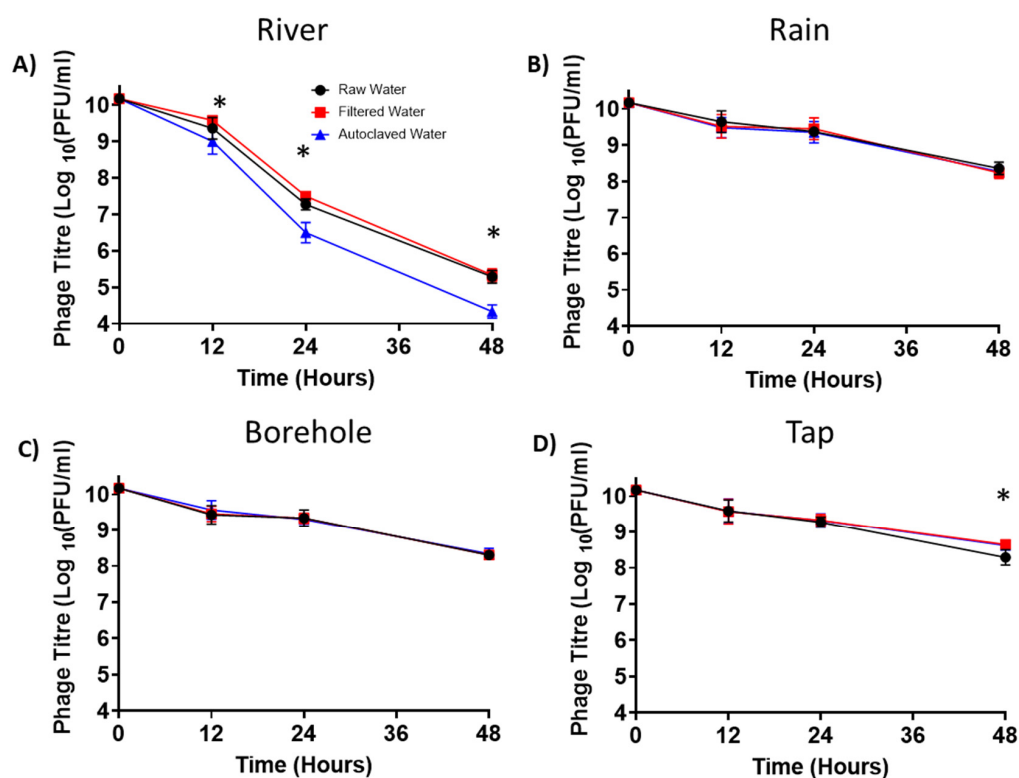 River
A)
Phage Titre (Log 10(PFU/ml)
10
9
8
7
6
5
4
0 12 24 36 48
Time (Hours)
Raw Water
Filtered Water
Autoclaved Water
*
*
*
Rain
B)
Phage Titre (Log 10(PFU/ml)
10
9
8
7
6
5
4
0 12 24 36 48
Time (Hours)
Borehole
C)
Phage Titre (Log 10(PFU/ml)
10
9
8
7
6
5
4
0 12 24 36 48
Time (Hours)
Tap
D)
Phage Titre (Log 10(PFU/ml)
10
9
8
7
6
5
4
0 12 24 36 48
Time (Hours)
*